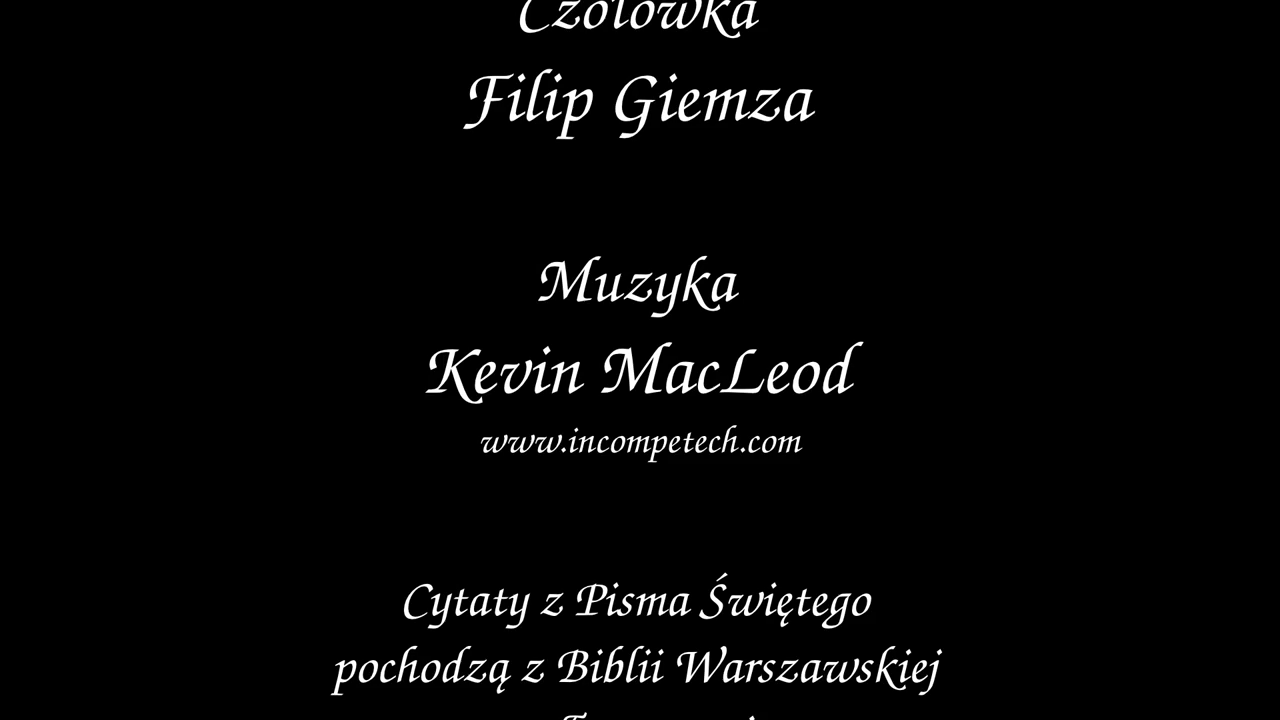 Czołówka
Filip Giemza
Muzyka
Kevin MacLeod
www.incompetech.com
Cytaty z Pisma Świętego
pochodzą z Biblii Warszawskiej